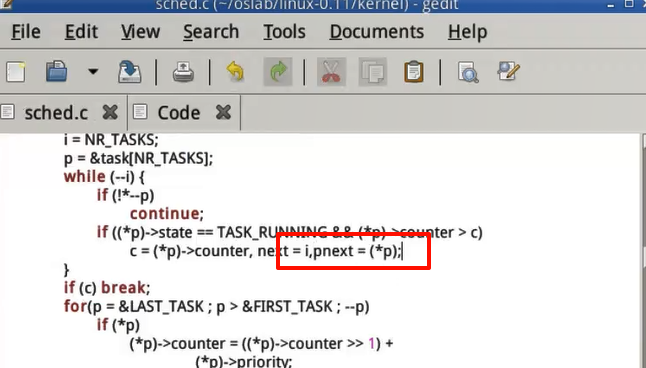 sched.c (~/oslab/linux-0.11/kernel) - gedit
File Edit View Search Tools Documents Help
sched.c Code
i = NR_TASKS;
p = &task[NR_TASKS];
while (--i) {
if (!*--p)
continue;
if ((*p)->state == TASK_RUNNING && (*p)->counter > c)
c = (*p)->counter, next = i,pnext = (*p);
}
if (c) break;
for(p = &LAST_TASK ; p > &FIRST_TASK ; --p)
if (*p)
(*p)->counter = ((*p)->counter >> 1) +
(*p)->priority;